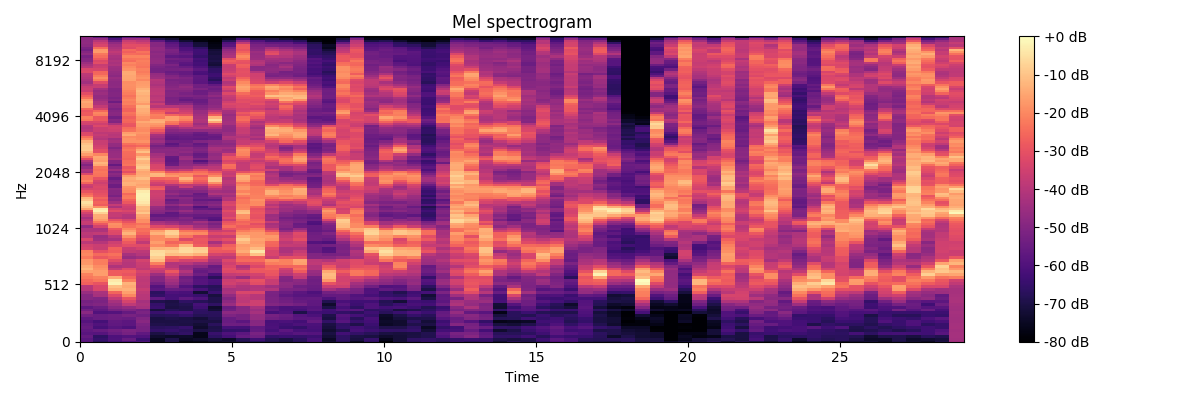 Mel spectrogram
8192
4096
2048
1024
512
0
Hz
0 5 10 15 20 25
Time
+0 dB
-10 dB
-20 dB
-30 dB
-40 dB
-50 dB
-60 dB
-70 dB
-80 dB